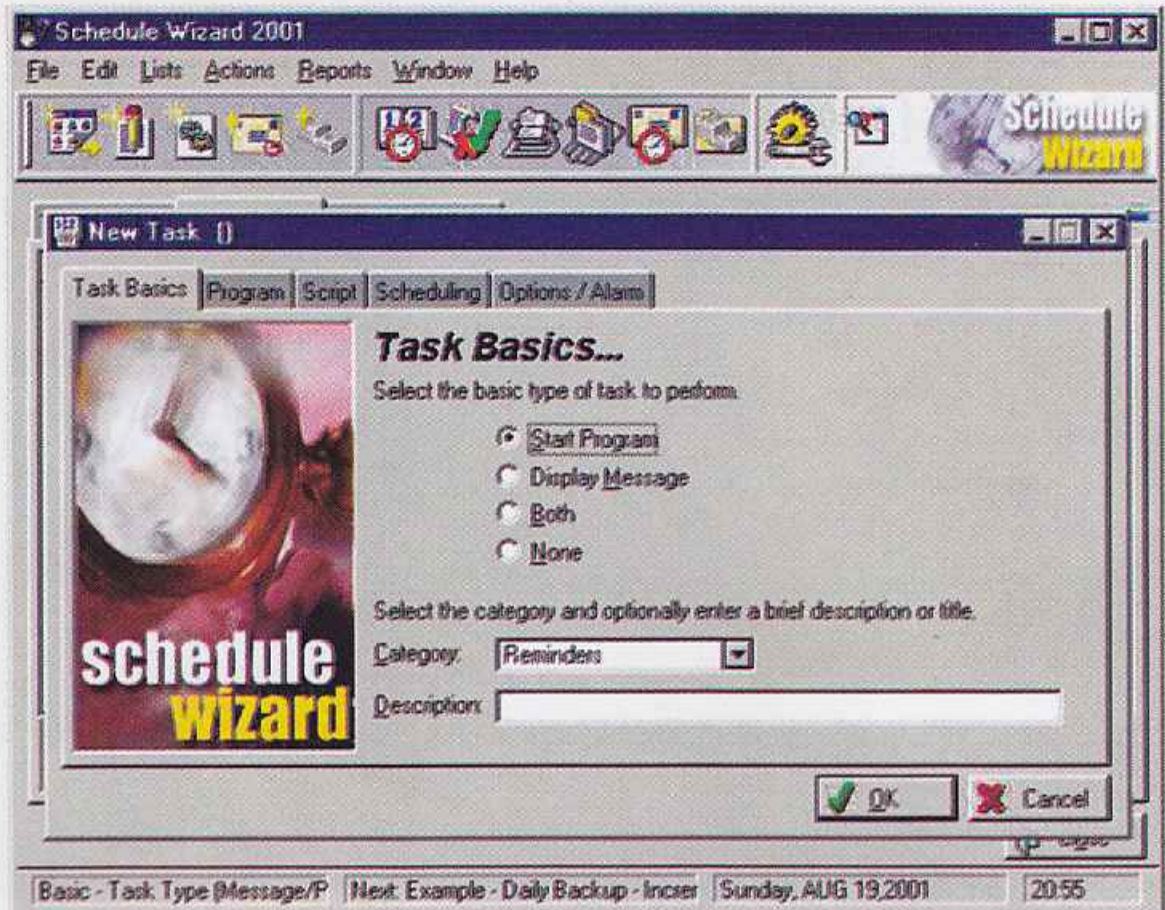 Schedule Wizard 2001
File Edit Lists Actions Reports Window Help
Schedule
Wizard
New Task {}
Task Basics Program Script Scheduling Options / Alarm
Task Basics...
Select the basic type of task to perform.
Start Program
Display Message
Both
None
Select the category and optionally enter a brief description or title.
Category: Reminders
Description:
schedule
wizard
OK Cancel
Basic - Task Type (Message/P Next: Example - Daily Backup - Incser Sunday, AUG 19,2001 20:55